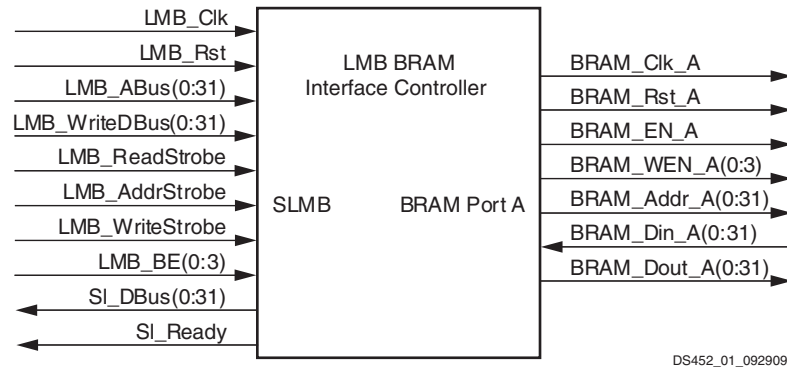 LMB_Clk
LMB_Rst
LMB_ABus(0:31)
LMB_WriteDBus(0:31)
LMB_ReadStrobe
LMB_AddrStrobe
LMB_WriteStrobe
LMB_BE(0:3)
Sl_DBus(0:31)
Sl_Ready
LMB BRAM
Interface Controller
SLMB
BRAM Port A
BRAM_Clk_A
BRAM_Rst_A
BRAM_EN_A
BRAM_WEN_A(0:3)
BRAM_Addr_A(0:31)
BRAM_Din_A(0:31)
BRAM_Dout_A(0:31)
DS452_01_092909